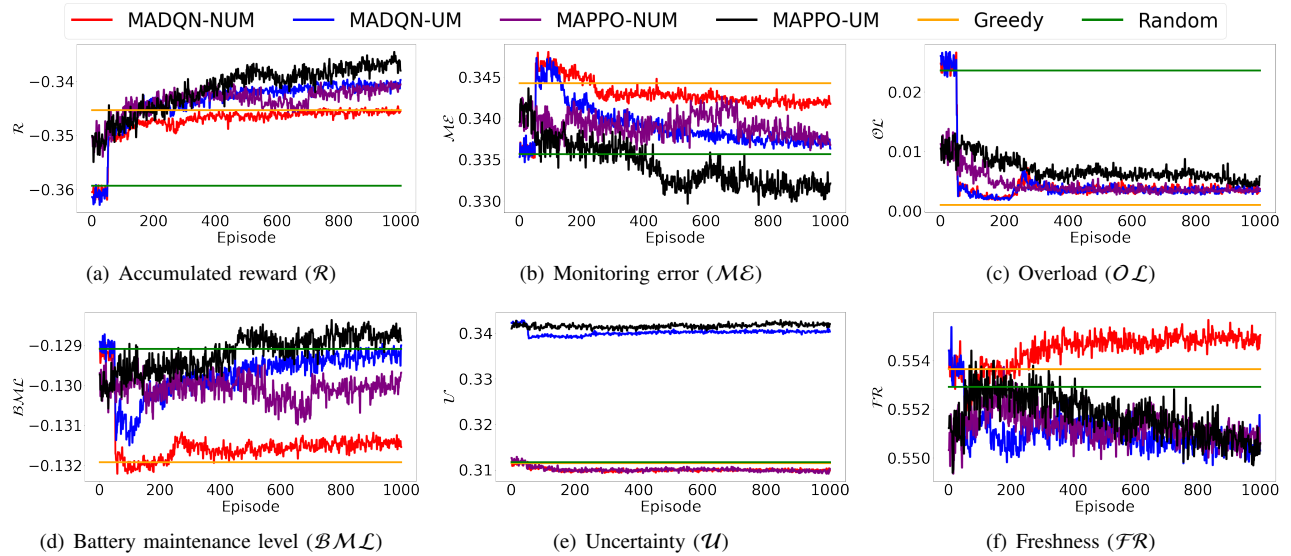 MADQN-NUM MADQN-UM MAPPO-NUM MAPPO-UM Greedy Random
−0.34
−0.35
−0.36
R
0 200 400 600 800 1000
Episode
(a) Accumulated reward (R)
0.345
0.340
0.335
0.330
ME
0 200 400 600 800 1000
Episode
(b) Monitoring error (ME)
0.02
0.01
0.00
OL
0 200 400 600 800 1000
Episode
(c) Overload (OL)
−0.129
−0.130
−0.131
−0.132
BML
0 200 400 600 800 1000
Episode
(d) Battery maintenance level (BML)
0.34
0.33
0.32
0.31
U
0 200 400 600 800 1000
Episode
(e) Uncertainty (U)
0.554
0.552
0.550
FR
0 200 400 600 800 1000
Episode
(f) Freshness (FR)